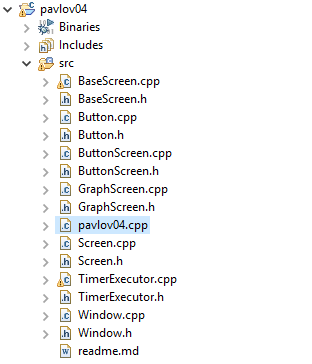 pavlov04
Binaries
Includes
src
BaseScreen.cpp
BaseScreen.h
Button.cpp
Button.h
ButtonScreen.cpp
ButtonScreen.h
GraphScreen.cpp
GraphScreen.h
pavlov04.cpp
Screen.cpp
Screen.h
TimerExecutor.cpp
TimerExecutor.h
Window.cpp
Window.h
readme.md